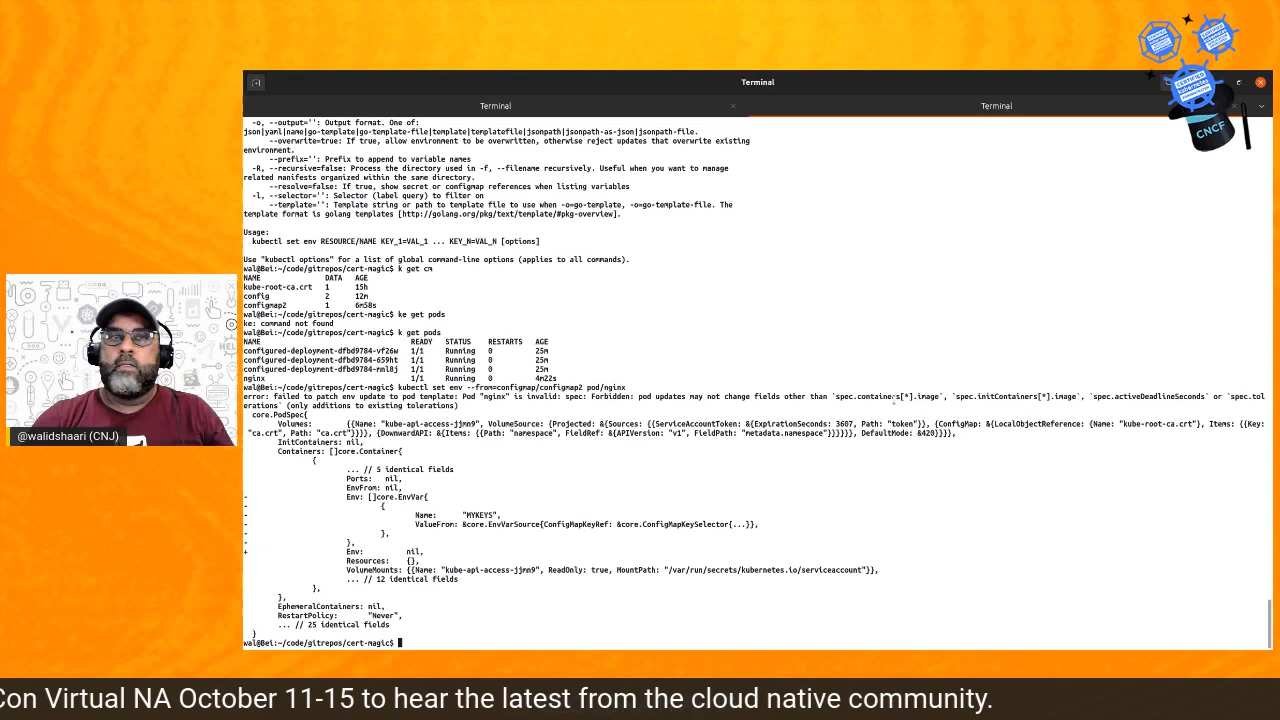 Terminal
Terminal
Terminal
-o, --output='': Output format. One of:
json|yaml|name|go-template|go-template-file|template|templatefile|jsonpath|jsonpath-as-json|jsonpath-file.
--overwrite=true: If true, allow environment to be overwritten, otherwise reject updates that overwrite existing
environment.
--prefix='': Prefix to append to variable names
-R, --recursive=false: Process the directory used in -f, --filename recursively. Useful when you want to manage
related manifests organized within the same directory.
--resolve=false: If true, show secret or configmap references when listing variables
-l, --selector='': Selector (label query) to filter on
--template='': Template string or path to template file to use when -o=go-template, -o=go-template-file. The
template format is golang templates [http://golang.org/pkg/text/template/#pkg-overview].
Usage:
kubectl set env RESOURCE/NAME KEY_1=VAL_1 ... KEY_N=VAL_N [options]
Use "kubectl options" for a list of global command-line options (applies to all commands).
wal@Bei:~/code/gitrepos/cert-magic$ k get cm
NAME DATA AGE
kube-root-ca.crt 1 15h
config 2 12m
configmap2 1 6m58s
wal@Bei:~/code/gitrepos/cert-magic$ ke get pods
ke: command not found
wal@Bei:~/code/gitrepos/cert-magic$ k get pods
NAME READY STATUS RESTARTS AGE
configured-deployment-dfbd9784-vf26w 1/1 Running 0 25m
configured-deployment-dfbd9784-659ht 1/1 Running 0 25m
configured-deployment-dfbd9784-mnl8j 1/1 Running 0 25m
nginx 1/1 Running 0 4m22s
wal@Bei:~/code/gitrepos/cert-magic$ kubectl set env --from=configmap/configmap2 pod/nginx
error: failed to patch env update to pod template: Pod "nginx" is invalid: spec: Forbidden: pod updates may not change fields other than `spec.containers[*].image`, `spec.initContainers[*].image`, `spec.activeDeadlineSeconds` or `spec.tol
erations` (only additions to existing tolerations)
core.PodSpec{
Volumes: {{Name: "kube-api-access-jjmn9", VolumeSource: {Projected: &{Sources: {{ServiceAccountToken: &{ExpirationSeconds: 3607, Path: "token"}}, {ConfigMap: &{LocalObjectReference: {Name: "kube-root-ca.crt"}, Items: {{Key:
"ca.crt", Path: "ca.crt"}}}}, {DownwardAPI: &{Items: {{Path: "namespace", FieldRef: &{APIVersion: "v1", FieldPath: "metadata.namespace"}}}}}}, DefaultMode: &420}}}},
InitContainers: nil,
Containers: []core.Container{
{
... // 5 identical fields
Ports: nil,
EnvFrom: nil,
- Env: []core.EnvVar{
- {
- Name: "MYKEYS",
- ValueFrom: &core.EnvVarSource{ConfigMapKeyRef: &core.ConfigMapKeySelector{...}},
- },
- },
+ Env: nil,
Resources: {},
VolumeMounts: {{Name: "kube-api-access-jjmn9", ReadOnly: true, MountPath: "/var/run/secrets/kubernetes.io/serviceaccount"}},
... // 12 identical fields
},
},
EphemeralContainers: nil,
RestartPolicy: "Never",
... // 25 identical fields
}
wal@Bei:~/code/gitrepos/cert-magic$
@walidshaari (CNJ)
CERTIFIED
kubernetes
CNCF
Con Virtual NA October 11-15 to hear the latest from the cloud native community.